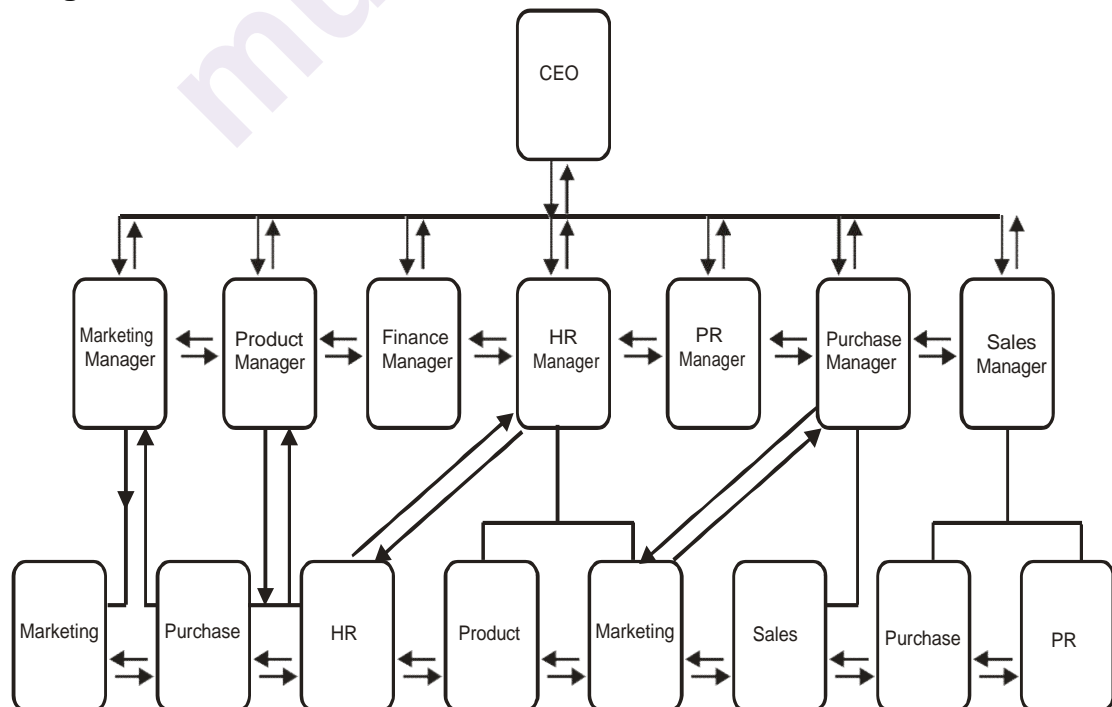 CEO
Marketing
Manager
Product
Manager
Finance
Manager
HR
Manager
PR
Manager
Purchase
Manager
Sales
Manager
Marketing
Purchase
HR
Product
Marketing
Sales
Purchase
PR